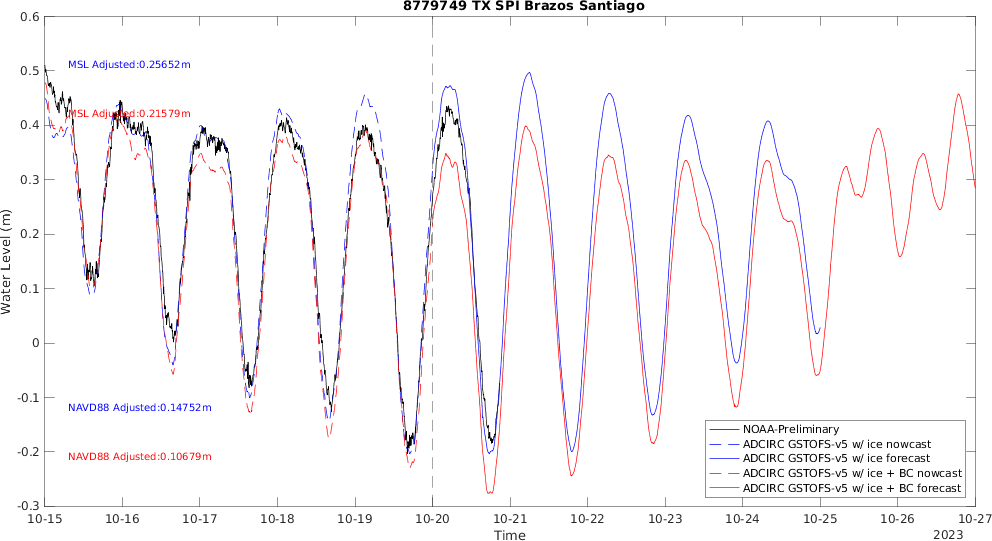 8779749 TX SPI Brazos Santiago
0.6
0.5
0.4
0.3
0.2
0.1
0
-0.1
-0.2
-0.3
Water Level (m)
MSL Adjusted:0.25652m
MSL Adjusted:0.21579m
NAVD88 Adjusted:0.14752m
NAVD88 Adjusted:0.10679m
NOAA-Preliminary
ADCIRC GSTOFS-v5 w/ ice nowcast
ADCIRC GSTOFS-v5 w/ ice forecast
ADCIRC GSTOFS-v5 w/ ice + BC nowcast
ADCIRC GSTOFS-v5 w/ ice + BC forecast
10-15 10-16 10-17 10-18 10-19 10-20 10-21 10-22 10-23 10-24 10-25 10-26 10-27
Time
2023